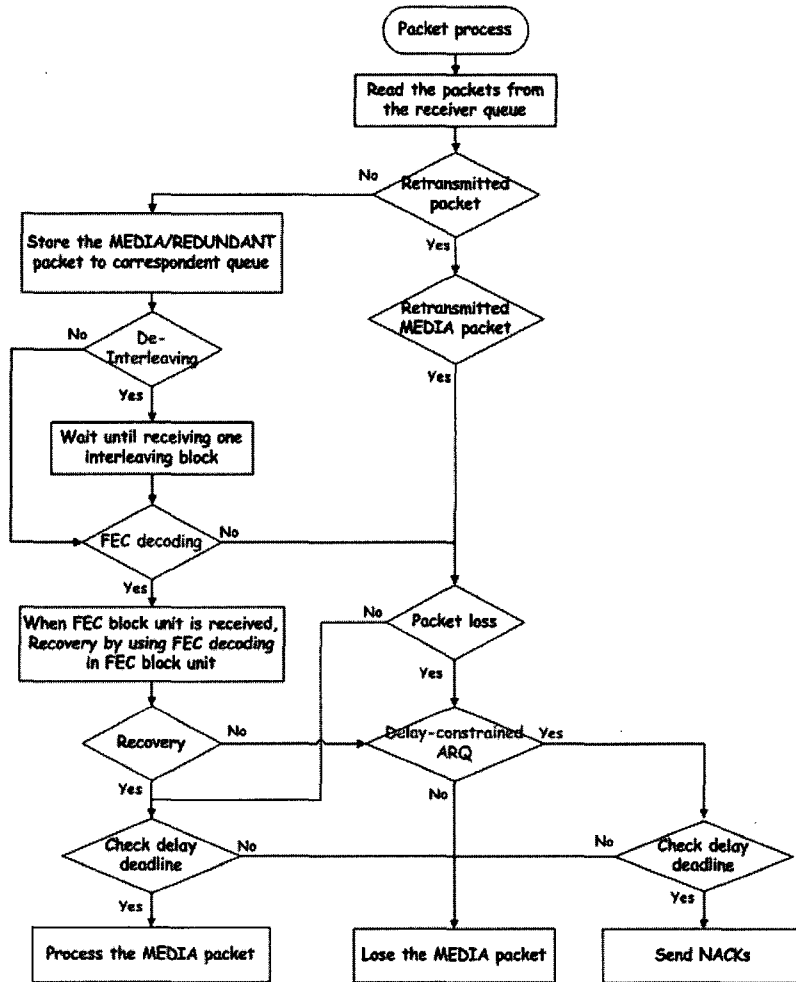 Packet process
Read the packets from
the receiver queue
No
Retransmitted
packet
Yes
Store the MEDIA/REDUNDANT
packet to correspondent queue
Retransmitted
MEDIA packet
Yes
No
De-
Interleaving
Yes
Wait until receiving one
interleaving block
FEC decoding
No
Yes
When FEC block unit is received,
Recovery by using FEC decoding
in FEC block unit
No
Packet loss
Yes
Recovery
No
Yes
Delay-constrained
ARQ
Yes
No
Check delay
deadline
No
Yes
No
Check delay
deadline
Yes
Process the MEDIA packet
Lose the MEDIA packet
Send NACKs